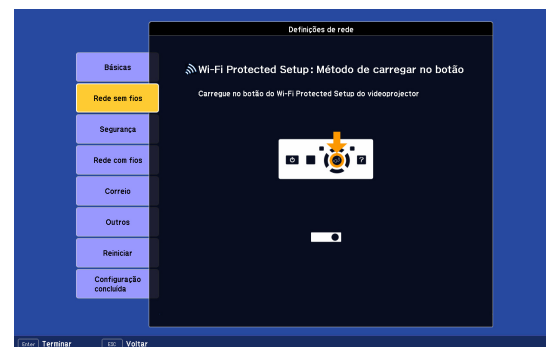 Definições de rede
Básicas
Rede sem fios
Segurança
Rede com fios
Correio
Outros
Reiniciar
Configuração
concluída
Wi-Fi Protected Setup: Método de carregar no botão
Carregue no botão do Wi-Fi Protected Setup do videoprojector
?
Enter Terminar
ESC Voltar